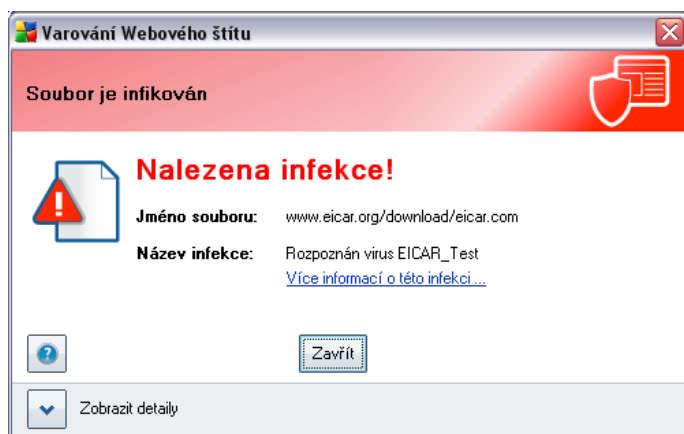 Varování Webového štítu
Soubor je infikován
Nalezena infekce!
Jméno souboru: www.eicar.org/download/eicar.com
Název infekce: Rozpoznán virus EICAR_Test
Více informací o této infekci ...
Zavřít
Zobrazit detaily